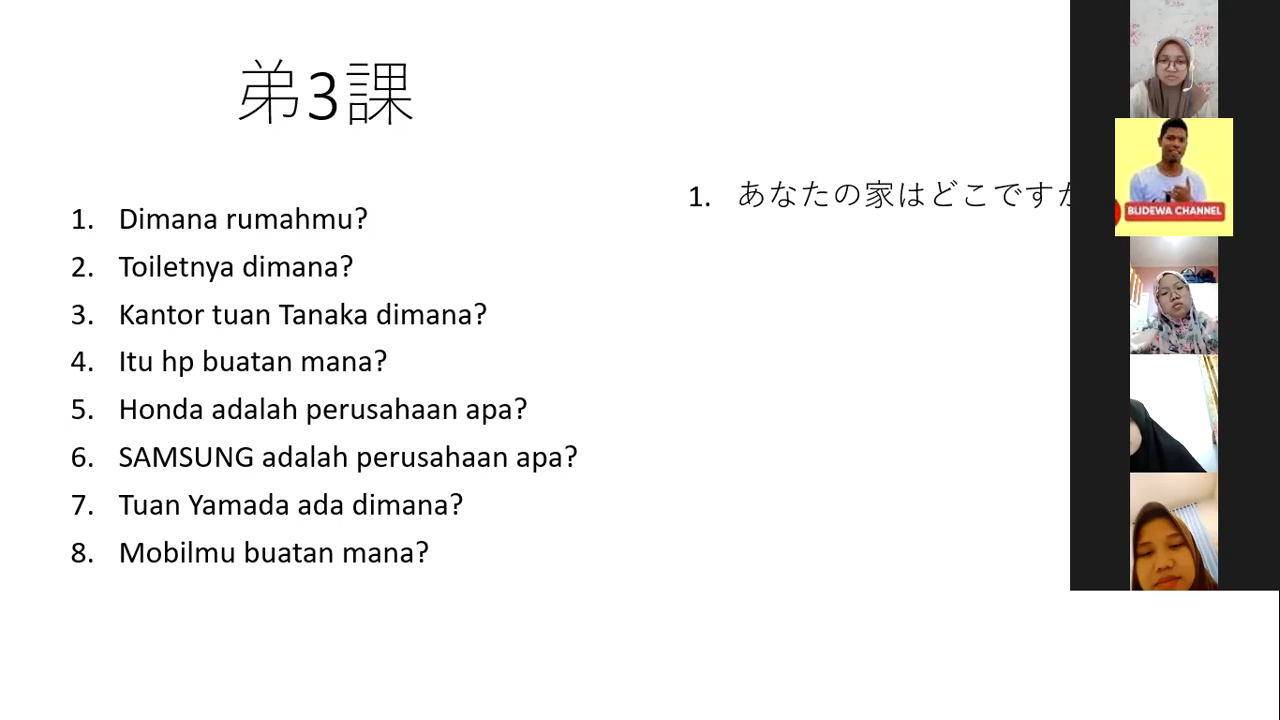 弟3課
1. Dimana rumahmu?
2. Toiletnya dimana?
3. Kantor tuan Tanaka dimana?
4. Itu hp buatan mana?
5. Honda adalah perusahaan apa?
6. SAMSUNG adalah perusahaan apa?
7. Tuan Yamada ada dimana?
8. Mobilmu buatan mana?
1. あなたの家はどこです
BLIDEWA CHANNEL